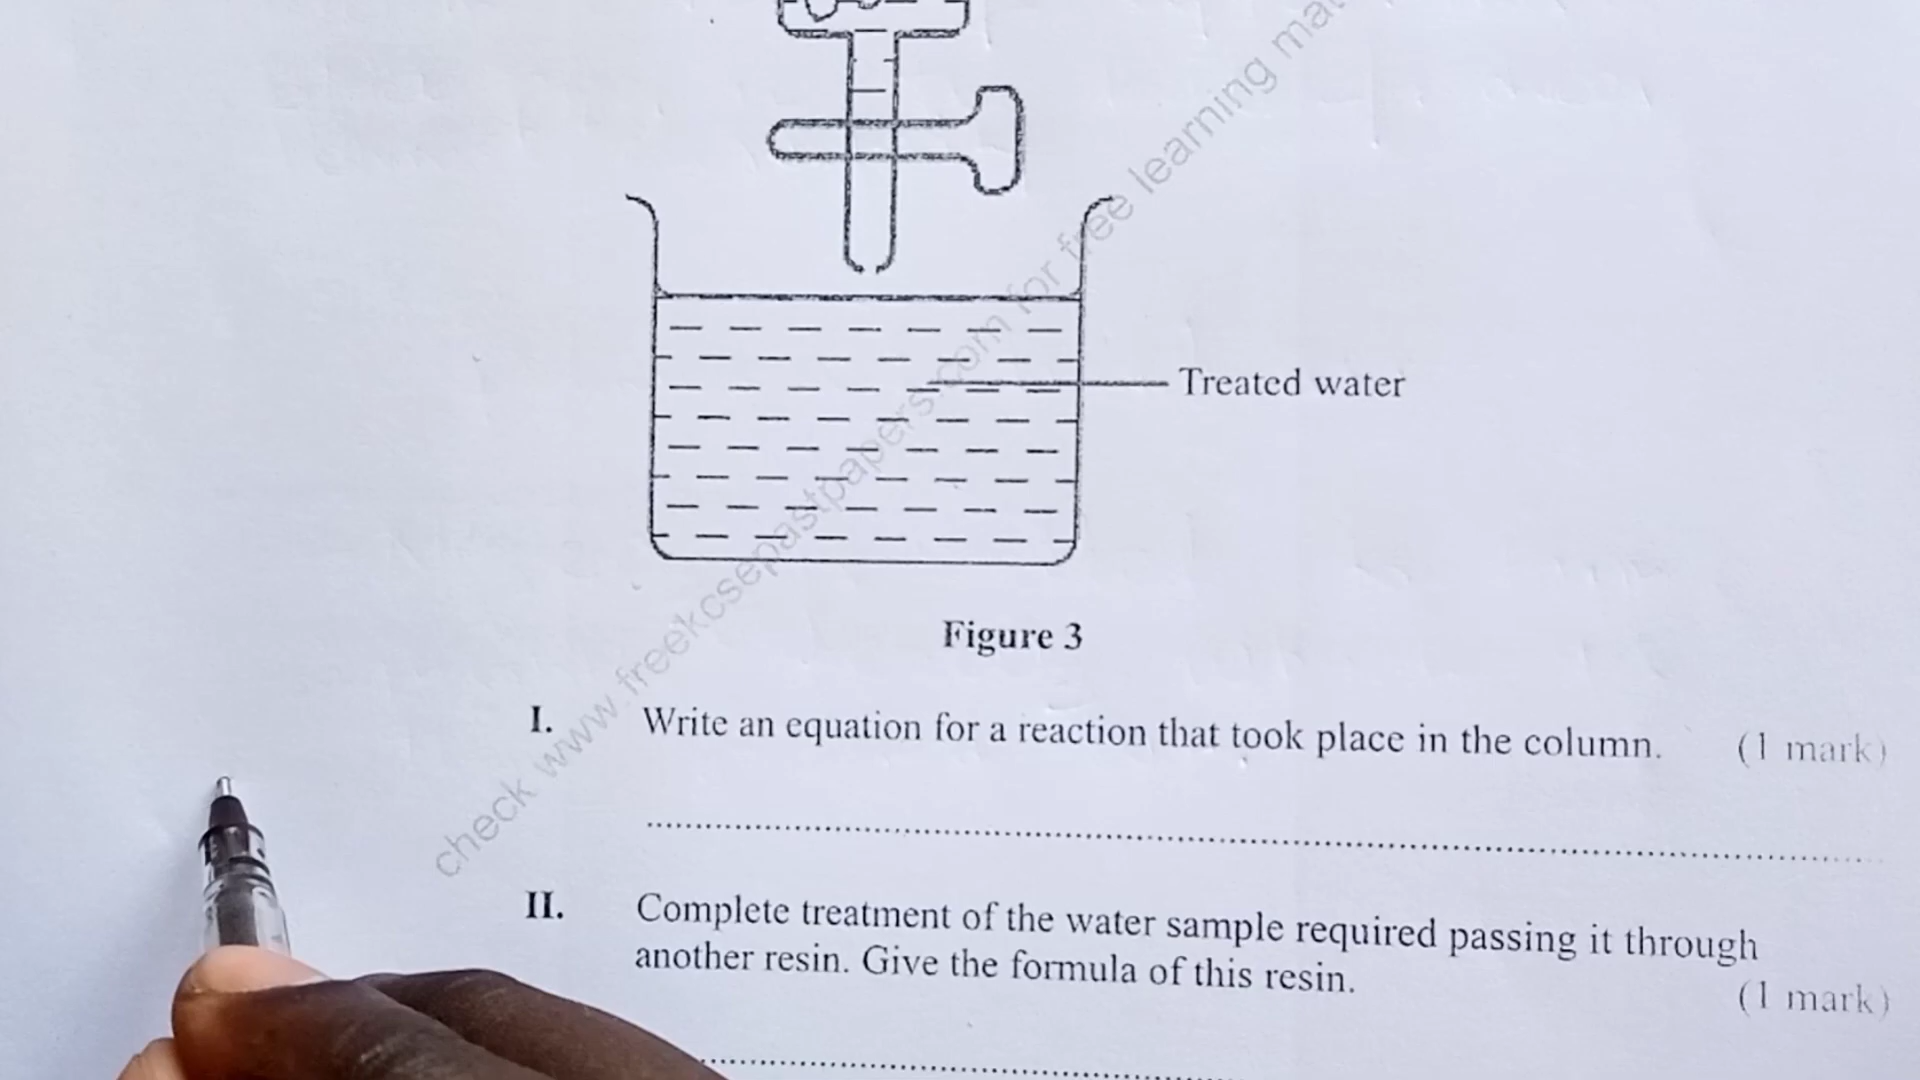 Treated water
Figure 3
I. Write an equation for a reaction that took place in the column. (1 mark)
II. Complete treatment of the water sample required passing it through
another resin. Give the formula of this resin. (1 mark)
check www.freekcsepastpapers.com for free learning